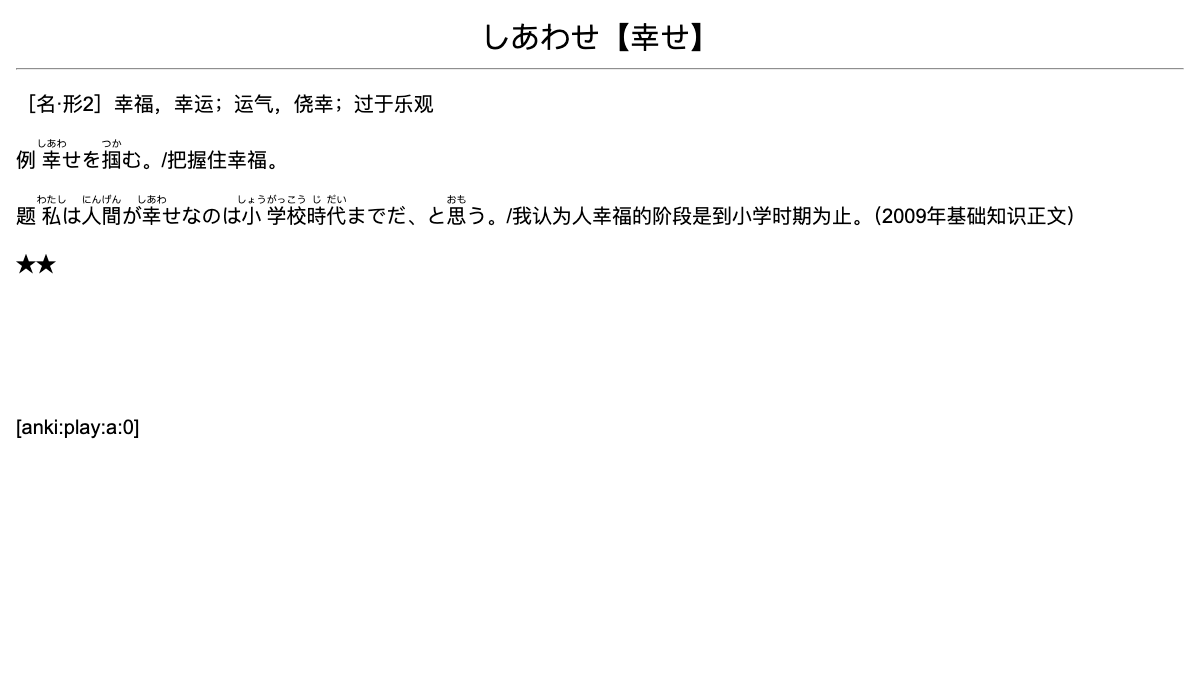 しあわせ【幸せ】
［名·形2］幸福，幸运；运气，侥幸；过于乐观
しあわ つか
例 幸せを掴む。/把握住幸福。
わたし にんげん しあわ しょうがっこう じ だい おも
题 私は人間が幸せなのは小学校時代までだ、と思う。/我认为人幸福的阶段是到小学时期为止。（2009年基础知识正文）
★★
[anki:play:a:0]